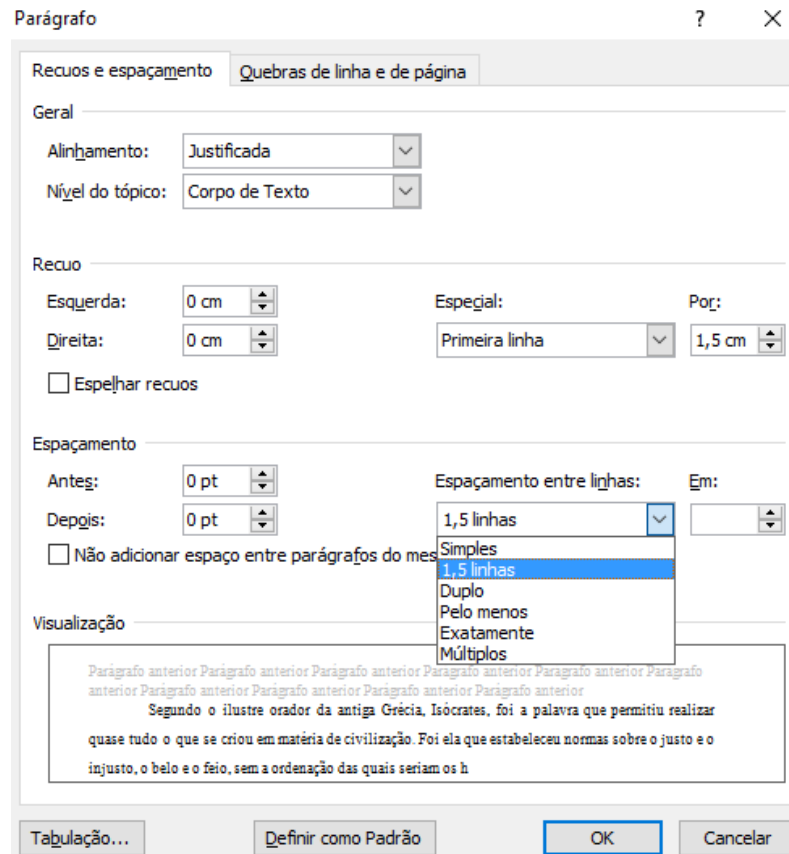 Parágrafo ? X
Recuos e espaçamento Quebras de linha e de página
Geral
Alinhamento: Justificada
Nível do tópico: Corpo de Texto
Recuo
Esquerda: 0 cm Especial: Por:
Direita: 0 cm Primeira linha 1,5 cm
Espelhar recuos
Espaçamento
Antes: 0 pt Espaçamento entre linhas: Em:
Depois: 0 pt 1,5 linhas
Não adicionar espaço entre parágrafos do mes
Simples
1,5 linhas
Duplo
Pelo menos
Exatamente
Múltiplos
Visualização
Parágrafo anterior Parágrafo anterior Parágrafo anterior Parágrafo anterior Parágrafo anterior Parágrafo
anterior Parágrafo anterior Parágrafo anterior Parágrafo anterior Parágrafo anterior
Segundo o ilustre orador da antiga Grécia, Isócrates, foi a palavra que permitiu realizar
quase tudo o que se criou em matéria de civilização. Foi ela que estabeleceu normas sobre o justo e o
injusto, o belo e o feio, sem a ordenação das quais seriam os h
Tabulação... Definir como Padrão OK Cancelar